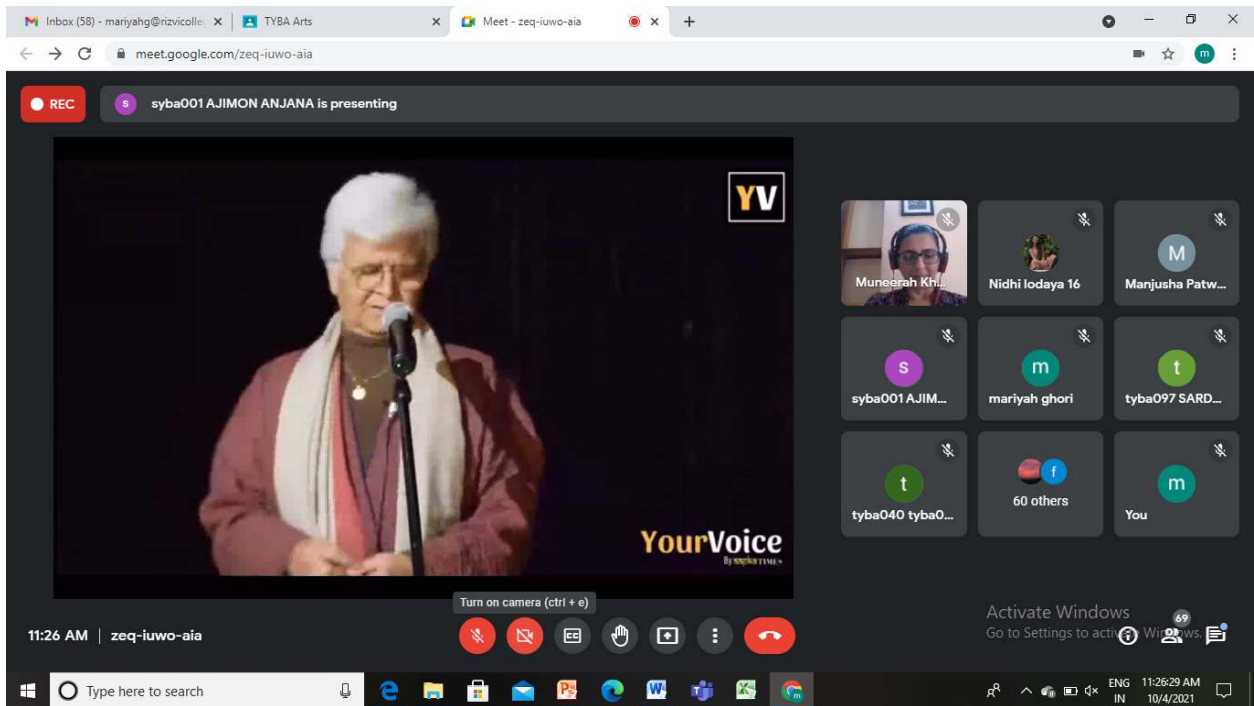 Inbox (58) - mariyahg@rizvicolle
TYBA Arts
Meet - zeq-iuwo-aia
meet.google.com/zeq-iuwo-aia
m
REC
s
syba001 AJIMON ANJANA is presenting
YV
YourVoice
By
TIMES
Muneerah Kh...
Nidhi lodaya 16
M
Manjusha Patw...
s
syba001 AJIM...
m
mariyah ghori
t
tyba097 SARD...
t
tyba040 tyba0...
f
60 others
m
You
Turn on camera (ctrl + e)
11:26 AM | zeq-iuwo-aia
CC
Activate Windows
Go to Settings to activate Windows.
69
Type here to search
ENG
IN
11:26:29 AM
10/4/2021